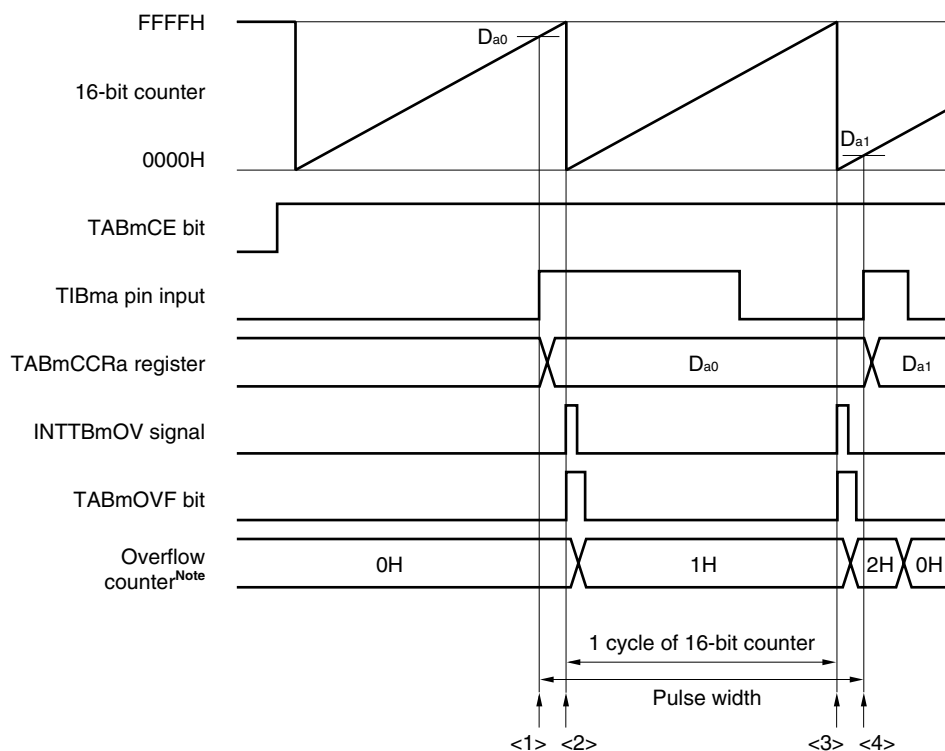 FFFFH
Da0
16-bit counter
Da1
0000H
TABmCE bit
TIBma pin input
TABmCCRa register
Da0
Da1
INTTBmOV signal
TABmOVF bit
Overflow
counterNote
0H
1H
2H
0H
1 cycle of 16-bit counter
Pulse width
<1> <2> <3> <4>